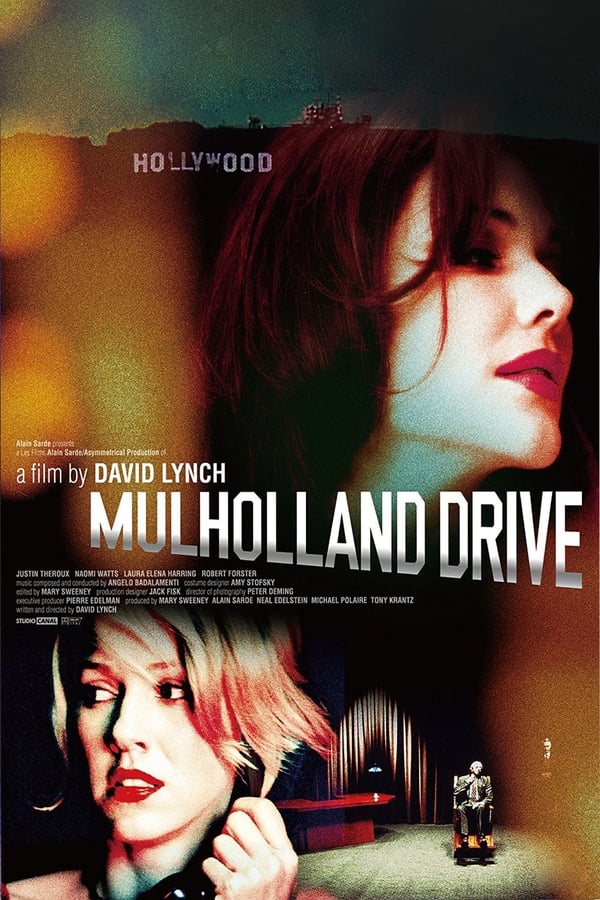 HOLLYWOOD
Alain Sarde présente
a Les Films Alain Sarde/Asymmetrical Production of
a film by DAVID LYNCH
MULHOLLAND DRIVE
JUSTIN THEROUX NAOMI WATTS LAURA ELENA HARRING ROBERT FORSTER
music composed and conducted by ANGELO BADALAMENTI costume designer AMY STOFSKY
edited by MARY SWEENEY production designer JACK FISK director of photography PETER DEMING
executive producer PIERRE EDELMAN produced by MARY SWEENEY ALAIN SARDE NEAL EDELSTEIN MICHAEL POLAIRE TONY KRANTZ
written and directed by DAVID LYNCH
STUDIO CANAL